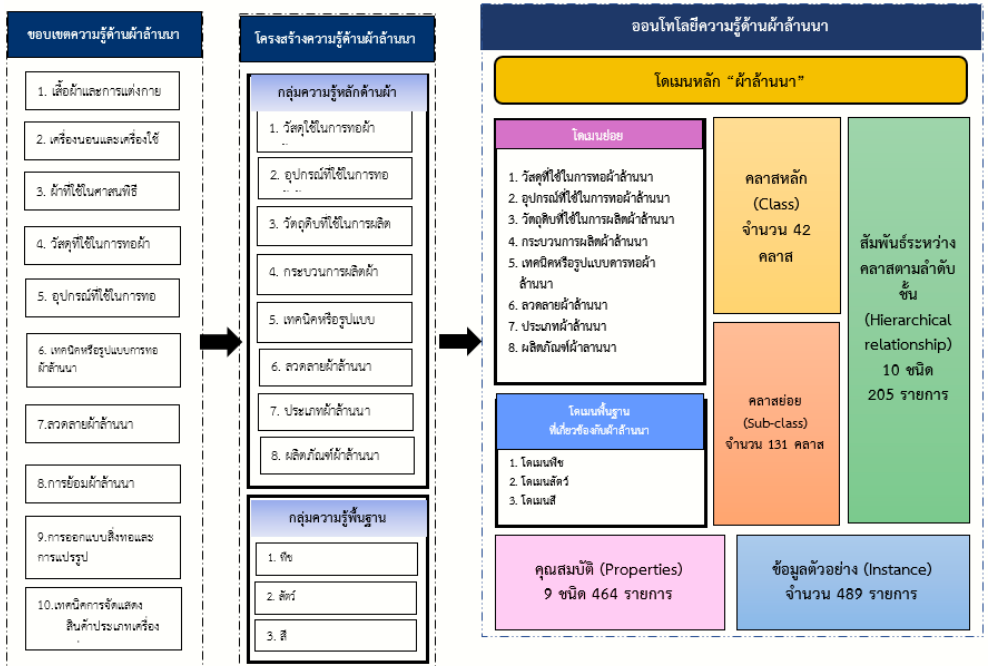 ขอบเขตความรู้ด้านผ้าล้านนา
1. เสื้อผ้าและการแต่งกาย
2. เครื่องนอนและเครื่องใช้
3. ผ้าที่ใช้ในศาสนพิธี
4. วัสดุที่ใช้ในการทอผ้า
5. อุปกรณ์ที่ใช้ในการทอ
6. เทคนิคหรือรูปแบบการทอ
ผ้าล้านนา
7.ลวดลายผ้าล้านนา
8.การย้อมผ้าล้านนา
9.การออกแบบสิ่งทอและ
การแปรรูป
10.เทคนิคการจัดแสดง
สินค้าประเภทเครื่อง
โครงสร้างความรู้ด้านผ้าล้านนา
กลุ่มความรู้หลักด้านผ้า
1. วัสดุใช้ในการทอผ้า
2. อุปกรณ์ที่ใช้ในการทอ
3. วัตถุดิบที่ใช้ในการผลิต
4. กระบวนการผลิตผ้า
5. เทคนิคหรือรูปแบบ
6. ลวดลายผ้าล้านนา
7. ประเภทผ้าล้านนา
8. ผลิตภัณฑ์ผ้าล้านนา
กลุ่มความรู้พื้นฐาน
1. พืช
2. สัตว์
3. สี
ออนโทโลยีความรู้ด้านผ้าล้านนา
โดเมนหลัก “ผ้าล้านนา”
โดเมนย่อย
1. วัสดุที่ใช้ในการทอผ้าล้านนา
2. อุปกรณ์ที่ใช้ในการทอผ้าล้านนา
3. วัตถุดิบที่ใช้ในการผลิตผ้าล้านนา
4. กระบวนการผลิตผ้าล้านนา
5. เทคนิคหรือรูปแบบดารทอผ้า
ล้านนา
6. ลวดลายผ้าล้านนา
7. ประเภทผ้าล้านนา
8. ผลิตภัณฑ์ผ้าลานนา
โดเมนพื้นฐาน
ที่เกี่ยวข้องกับผ้าล้านนา
1. โดเมนพืช
2. โดเมนสัตว์
3. โดเมนสี
คลาสหลัก
(Class)
จำนวน 42
คลาส
คลาสย่อย
(Sub-class)
จำนวน 131 คลาส
สัมพันธ์ระหว่าง
คลาสตามลำดับ
ชั้น
(Hierarchical
relationship)
10 ชนิด
205 รายการ
คุณสมบัติ (Properties)
9 ชนิด 464 รายการ
ข้อมูลตัวอย่าง (Instance)
จำนวน 489 รายการ